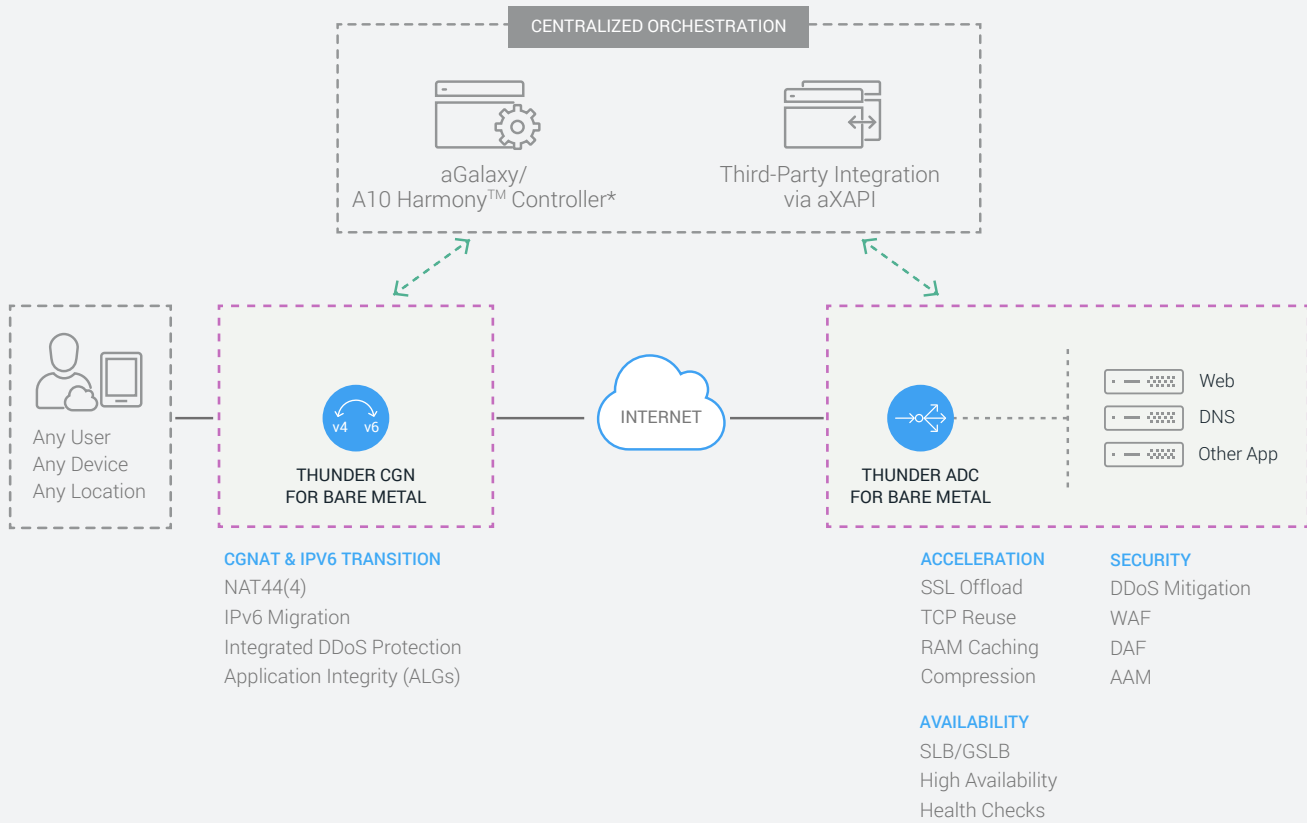 CENTRALIZED ORCHESTRATION
aGalaxy/
A10 Harmony™ Controller*
Third-Party Integration
via aXAPI
Any User
Any Device
Any Location
v4 v6
THUNDER CGN
FOR BARE METAL
INTERNET
THUNDER ADC
FOR BARE METAL
Web
DNS
Other App
CGNAT & IPV6 TRANSITION
NAT44(4)
IPv6 Migration
Integrated DDoS Protection
Application Integrity (ALGs)
ACCELERATION
SSL Offload
TCP Reuse
RAM Caching
Compression
AVAILABILITY
SLB/GSLB
High Availability
Health Checks
SECURITY
DDoS Mitigation
WAF
DAF
AAM